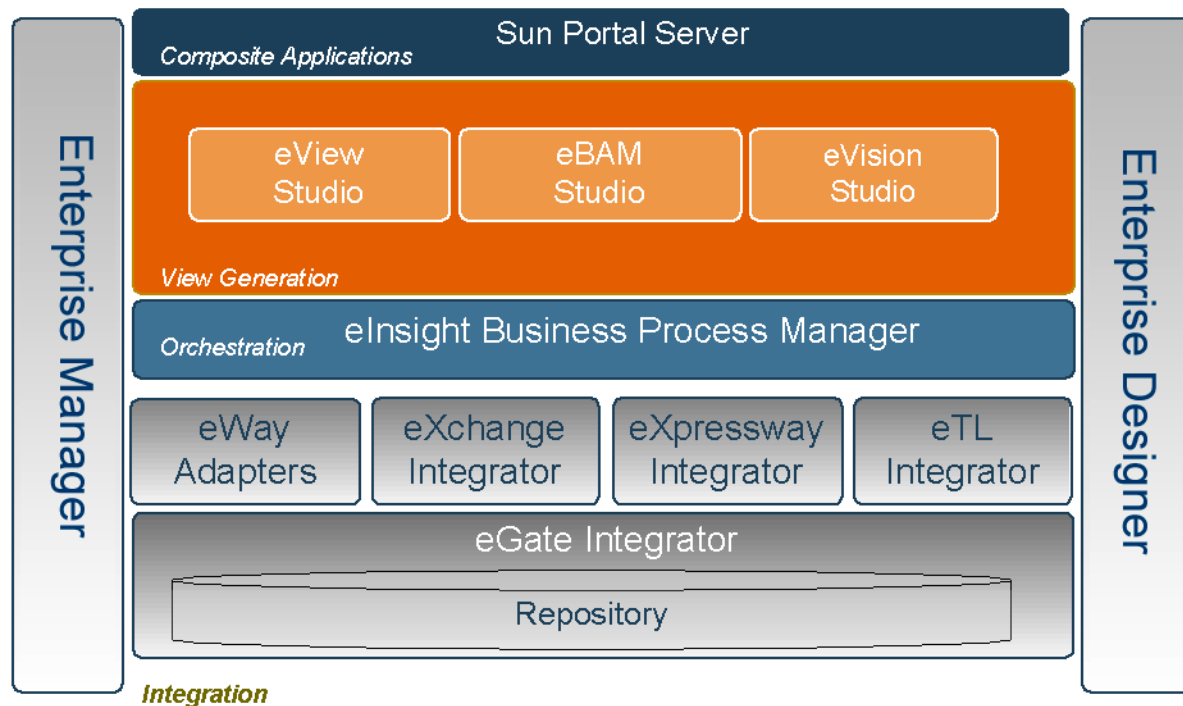 Sun Portal Server
Composite Applications
Enterprise Manager
eView
Studio
eBAM
Studio
eVision
Studio
View Generation
Enterprise Designer
eInsight Business Process Manager
Orchestration
eWay
Adapters
eXchange
Integrator
eXpressway
Integrator
eTL
Integrator
eGate Integrator
Repository
Integration